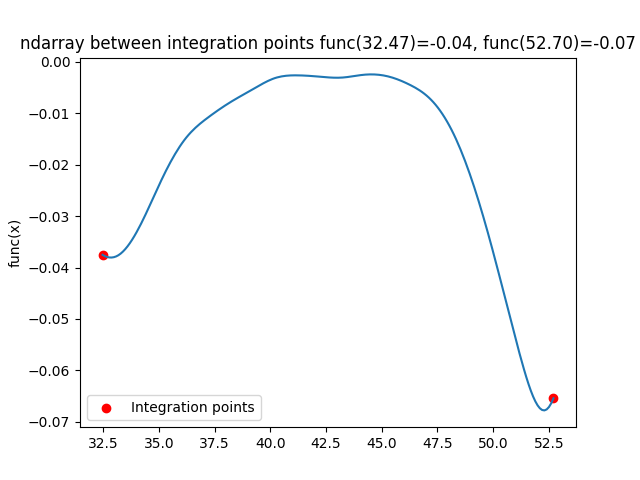 ndarray between integration points func(32.47)=-0.04, func(52.70)=-0.07
0.00
−0.01
−0.02
−0.03
−0.04
−0.05
−0.06
−0.07
func(x)
Integration points
32.5 35.0 37.5 40.0 42.5 45.0 47.5 50.0 52.5